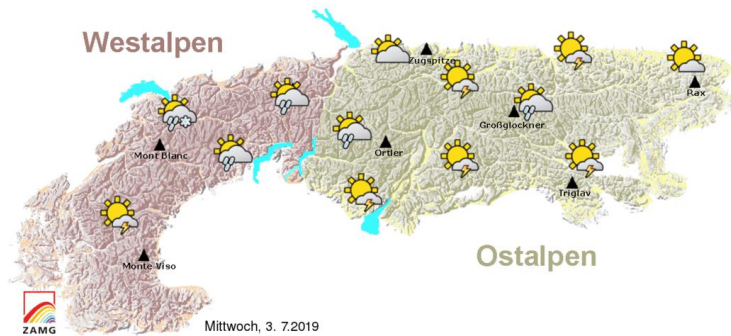 Westalpen
Zugspitze
Rax
Großglockner
Mont Blanc
Ortler
Triglav
Ostalpen
Monte Viso
ZAMG
Mittwoch, 3. 7.2019